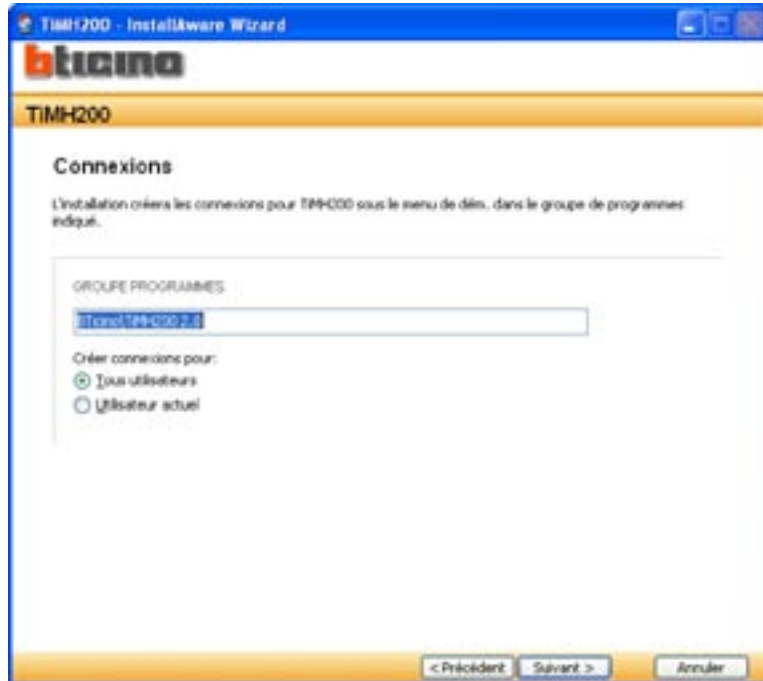 TiMH200 - InstallAware Wizard
bticino
TiMH200
Connexions
L'installation créera les connexions pour TiMH200 sous le menu de dém. dans le groupe de programmes
indiqué.
GROUPE PROGRAMMES
BTicino\TiMH200 2.0
Créer connexions pour:
Tous utilisateurs
Utilisateur actuel
< Précédent
Suivant >
Annuler